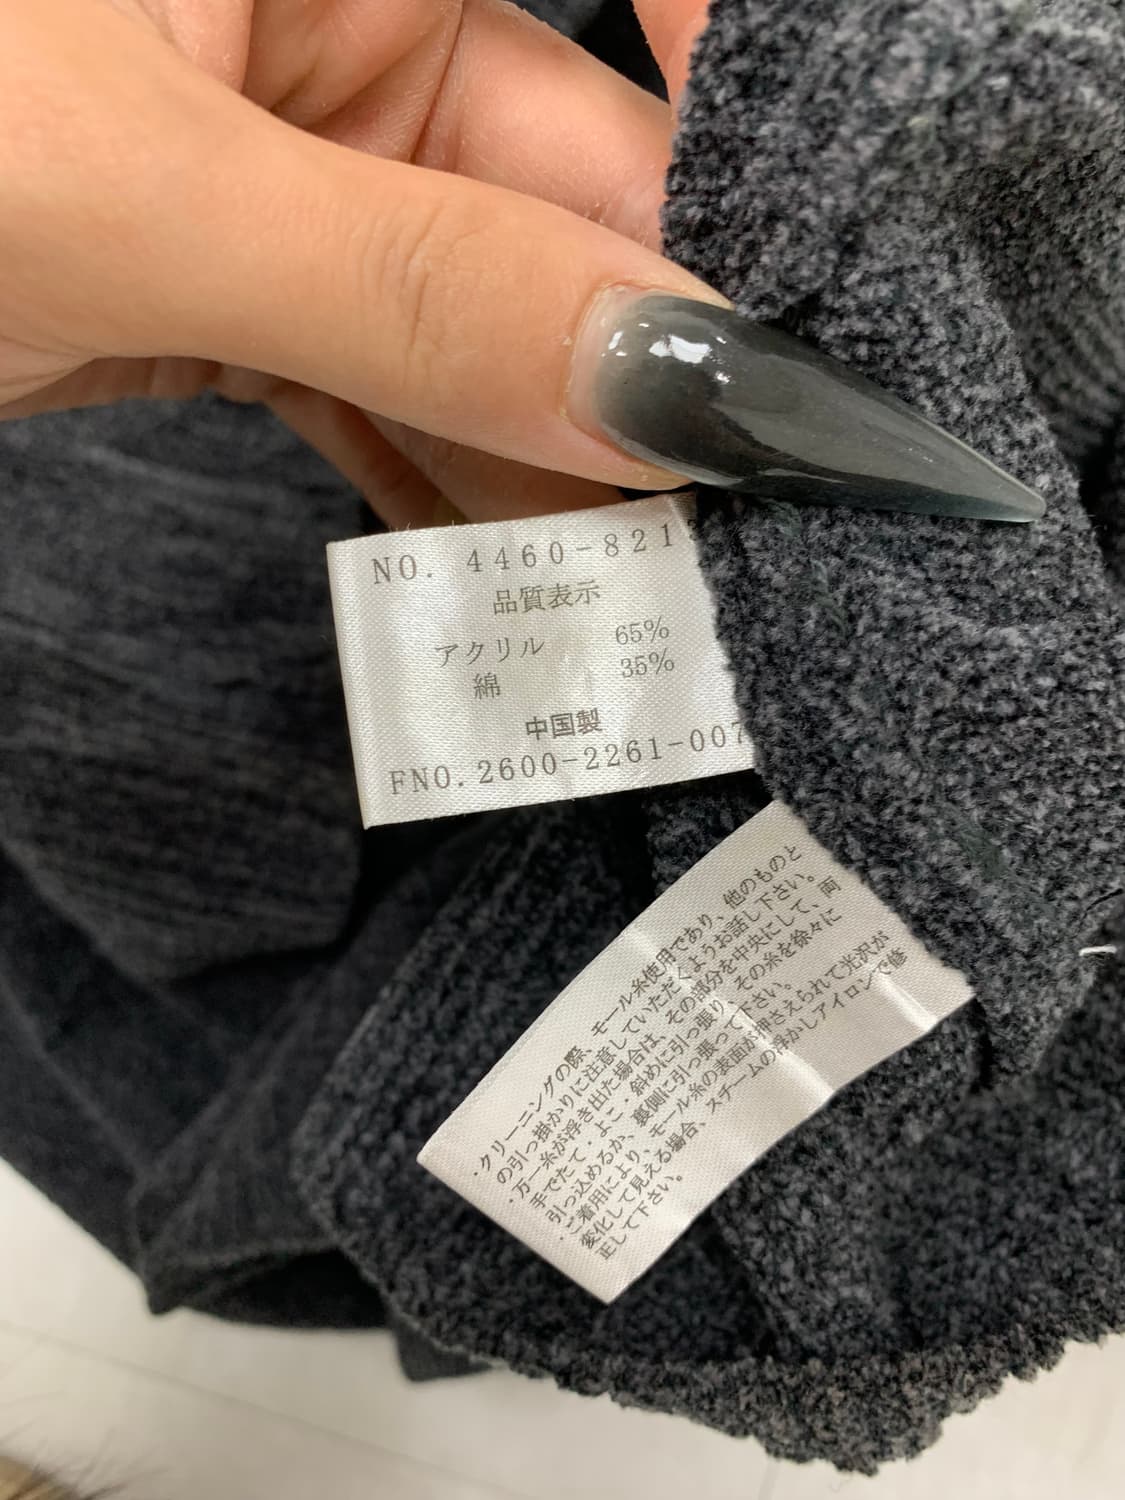 NO. 4460-821
品質表示
アクリル 65%
綿 35%
中国製
FNO. 2600-2261-007
・クリーニングの際、モール糸使用であり、他のものと
の引っ掛かりに注意していただくようお話し下さい。
・万一糸が浮き出た場合は、その部分を中央にして、両
手でたて・よこ・斜めに引っ張り、その糸を徐々に
引っ込めるか、裏側に引っ張って下さい。
・ご着用により、モール糸の表面が押さえられて光沢が
変化して見える場合、スチームの浮かしアイロンで修
正して下さい。